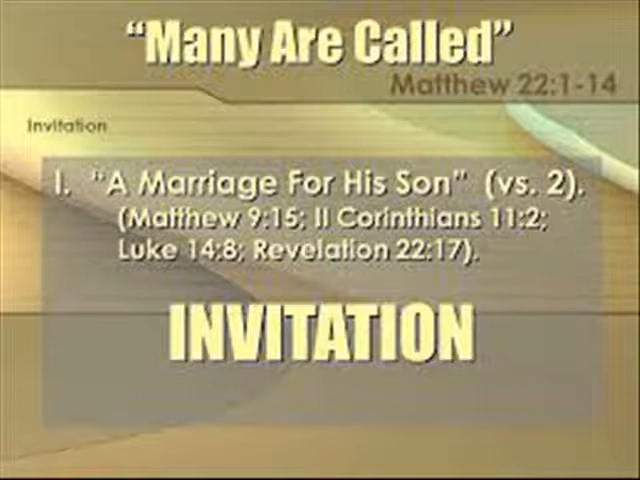 “Many Are Called”
Matthew 22:1-14
Invitation
I. “A Marriage For His Son” (vs. 2).
(Matthew 9:15; II Corinthians 11:2;
Luke 14:8; Revelation 22:17).
INVITATION